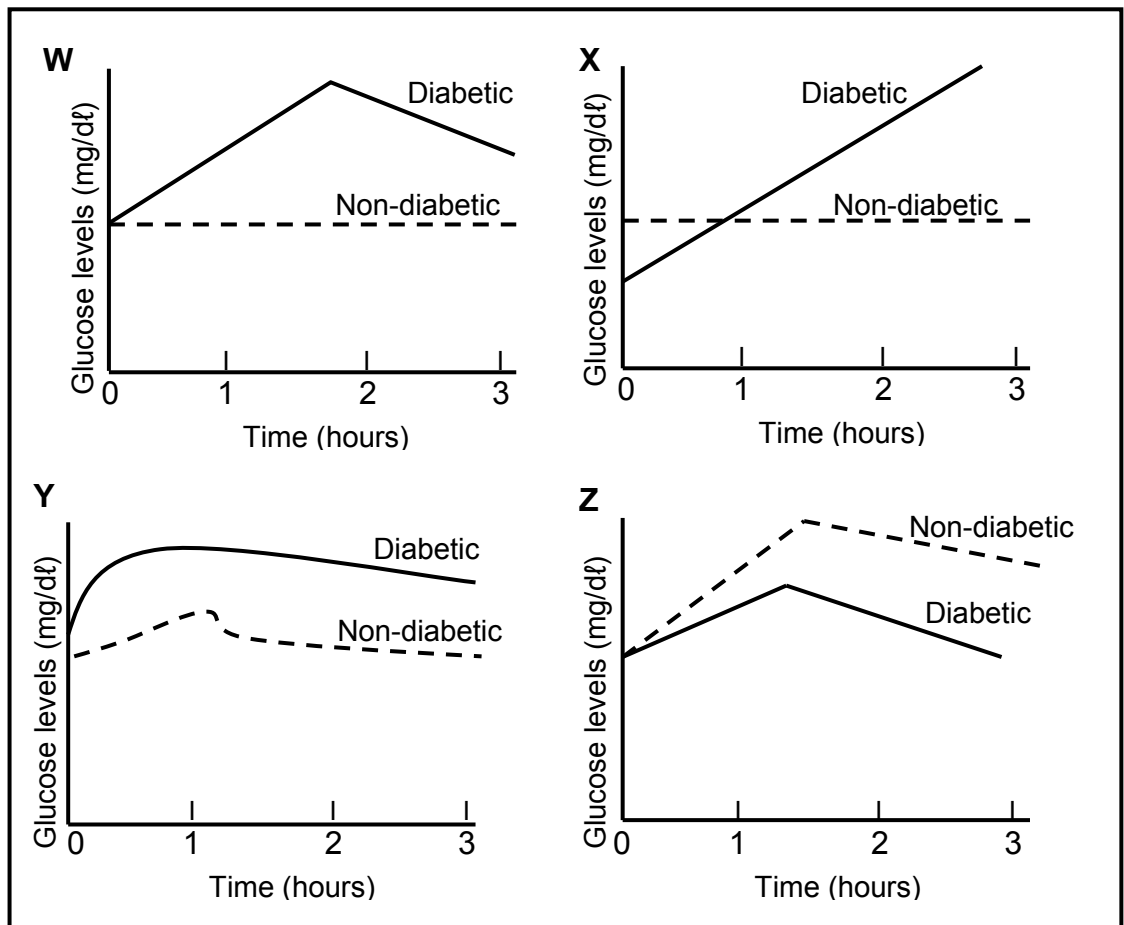 W
Glucose levels (mg/dℓ)
Diabetic
Non-diabetic
0 1 2 3
Time (hours)
X
Glucose levels (mg/dℓ)
Diabetic
Non-diabetic
0 1 2 3
Time (hours)
Y
Glucose levels (mg/dℓ)
Diabetic
Non-diabetic
0 1 2 3
Time (hours)
Z
Glucose levels (mg/dℓ)
Non-diabetic
Diabetic
0 1 2 3
Time (hours)